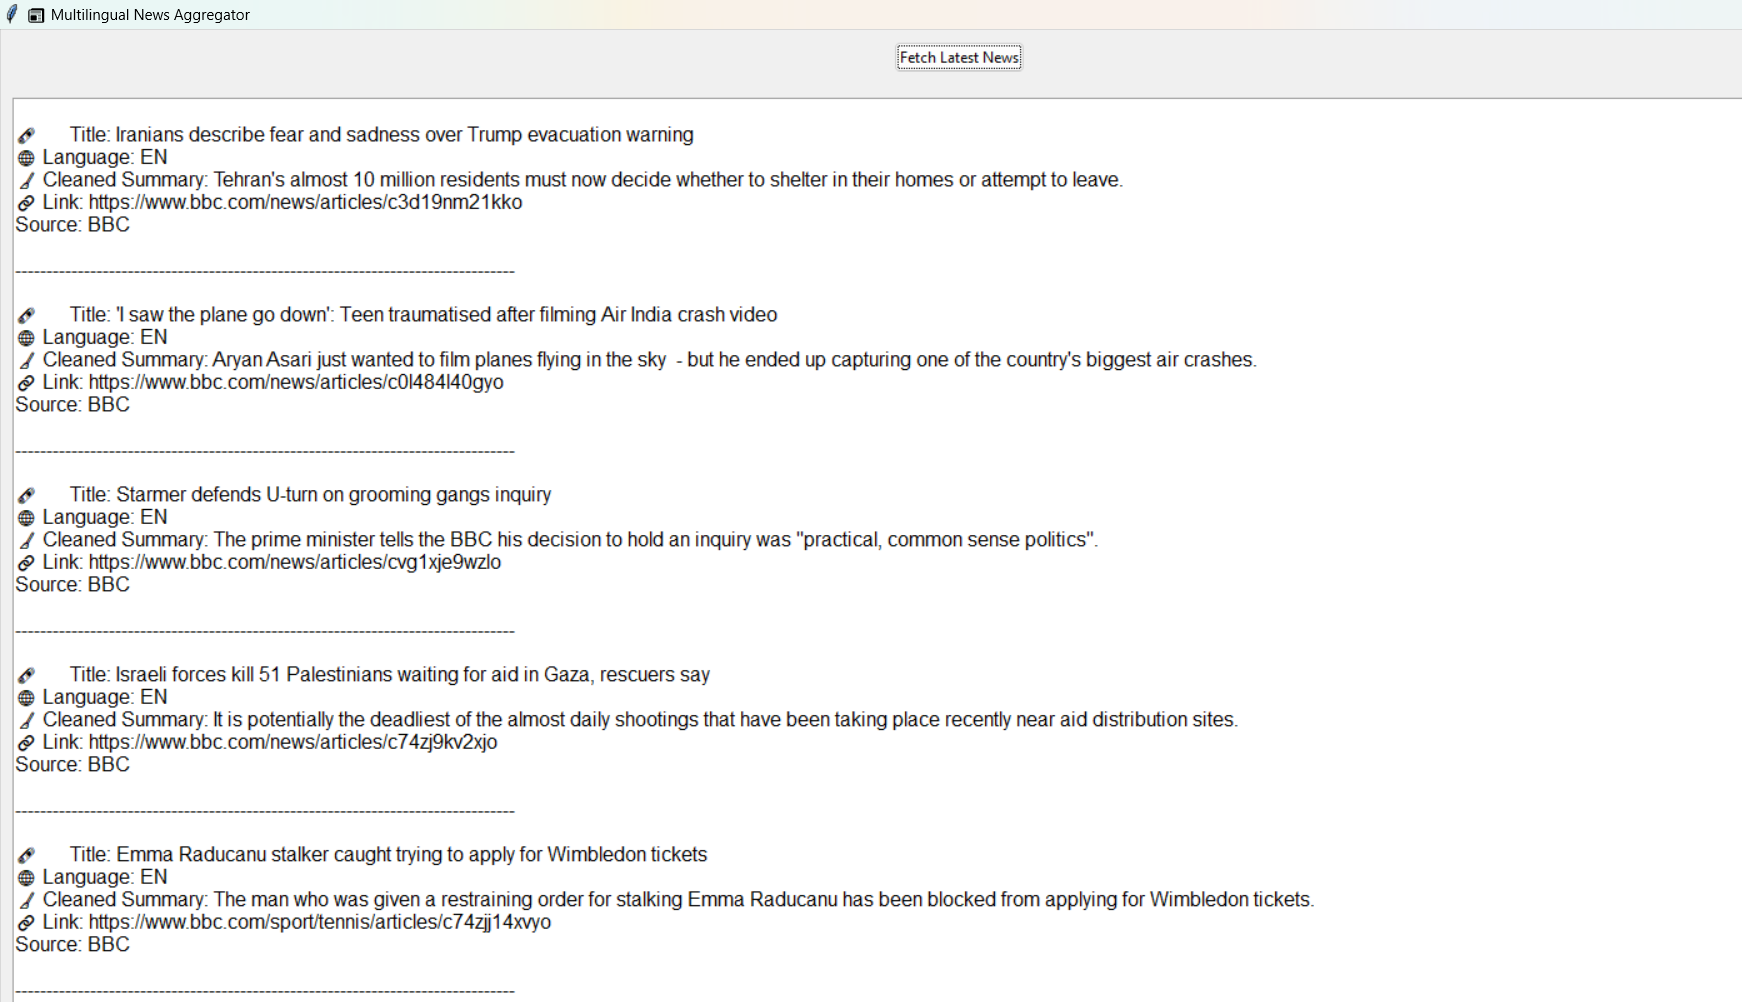 Multilingual News Aggregator
Fetch Latest News
Title: Iranians describe fear and sadness over Trump evacuation warning
Language: EN
Cleaned Summary: Tehran's almost 10 million residents must now decide whether to shelter in their homes or attempt to leave.
Link: https://www.bbc.com/news/articles/c3d19nm21kko
Source: BBC
--------------------------------------------------------------------------------
Title: 'I saw the plane go down': Teen traumatised after filming Air India crash video
Language: EN
Cleaned Summary: Aryan Asari just wanted to film planes flying in the sky  - but he ended up capturing one of the country's biggest air crashes.
Link: https://www.bbc.com/news/articles/c0l484l40gyo
Source: BBC
--------------------------------------------------------------------------------
Title: Starmer defends U-turn on grooming gangs inquiry
Language: EN
Cleaned Summary: The prime minister tells the BBC his decision to hold an inquiry was "practical, common sense politics".
Link: https://www.bbc.com/news/articles/cvg1xje9wzlo
Source: BBC
--------------------------------------------------------------------------------
Title: Israeli forces kill 51 Palestinians waiting for aid in Gaza, rescuers say
Language: EN
Cleaned Summary: It is potentially the deadliest of the almost daily shootings that have been taking place recently near aid distribution sites.
Link: https://www.bbc.com/news/articles/c74zj9kv2xjo
Source: BBC
--------------------------------------------------------------------------------
Title: Emma Raducanu stalker caught trying to apply for Wimbledon tickets
Language: EN
Cleaned Summary: The man who was given a restraining order for stalking Emma Raducanu has been blocked from applying for Wimbledon tickets.
Link: https://www.bbc.com/sport/tennis/articles/c74zjj14xvyo
Source: BBC
--------------------------------------------------------------------------------